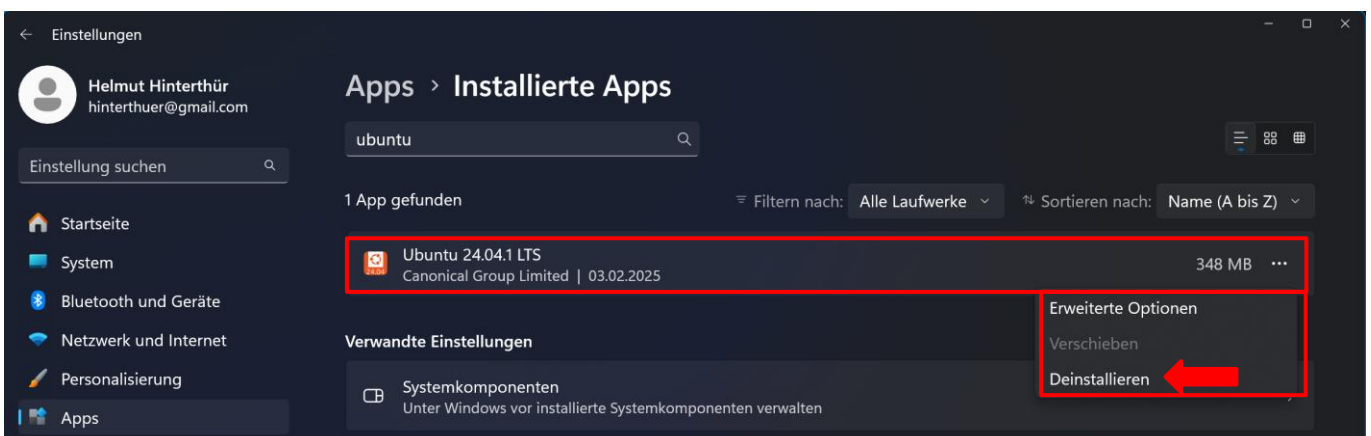 Einstellungen
Helmut Hinterthür
hinterthuer@gmail.com
Einstellung suchen
Startseite
System
Bluetooth und Geräte
Netzwerk und Internet
Personalisierung
Apps
Apps > Installierte Apps
ubuntu
1 App gefunden
Filtern nach: Alle Laufwerke
Sortieren nach: Name (A bis Z)
24.04
Ubuntu 24.04.1 LTS
Canonical Group Limited | 03.02.2025
348 MB
Erweiterte Optionen
Verschieben
Deinstallieren
Verwandte Einstellungen
Systemkomponenten
Unter Windows vor installierte Systemkomponenten verwalten